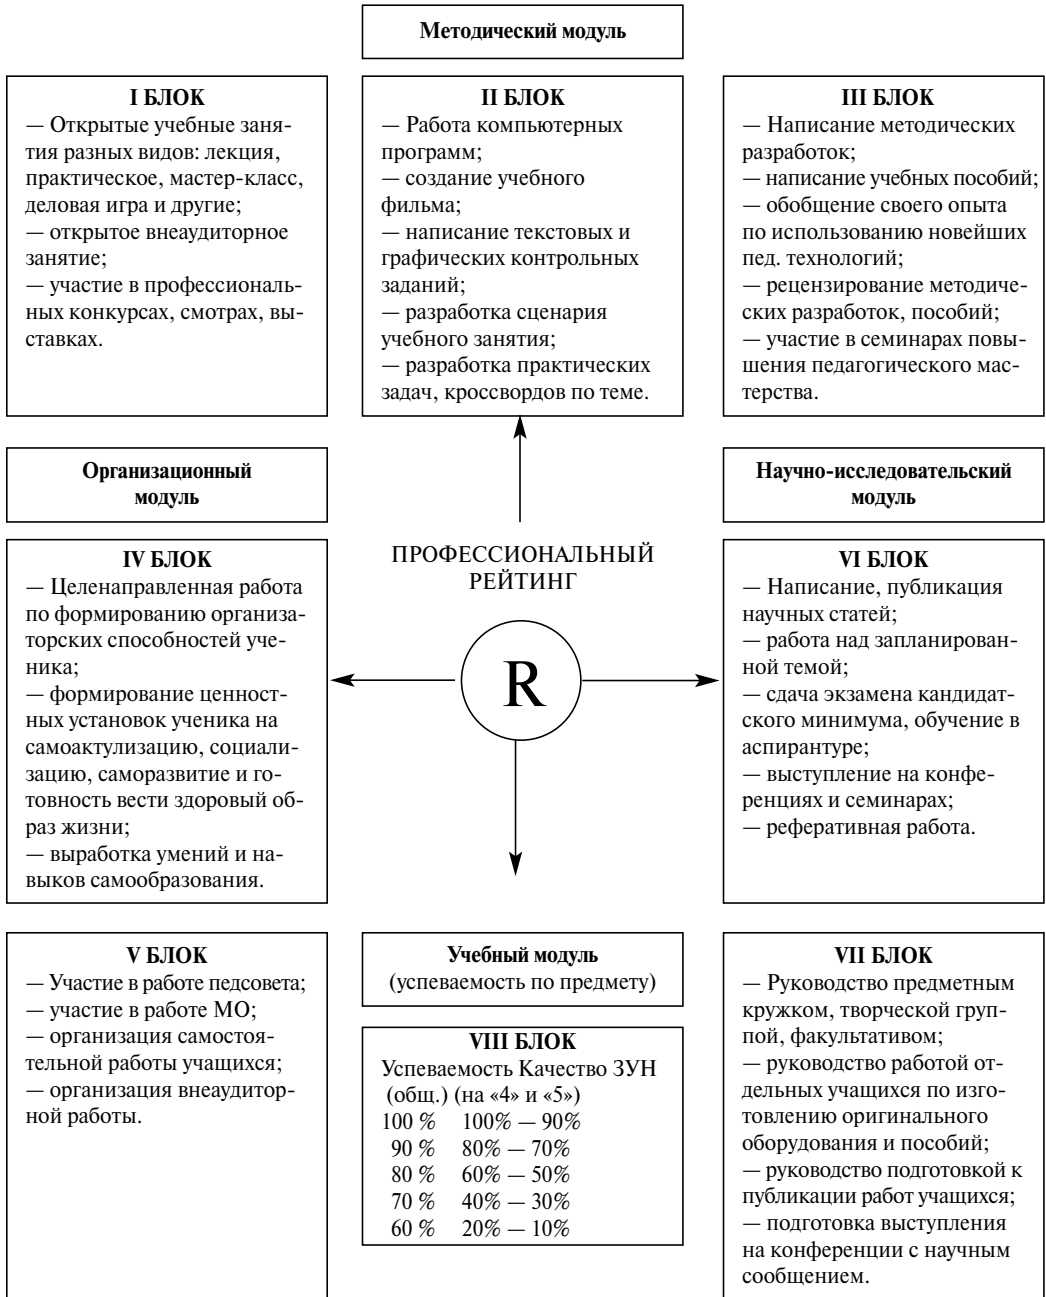 Методический модуль
I БЛОК
— Открытые учебные заня-
тия разных видов: лекция,
практическое, мастер-класс,
деловая игра и другие;
— открытое внеаудиторное
занятие;
— участие в профессиональ-
ных конкурсах, смотрах, вы-
ставках.
II БЛОК
— Работа компьютерных
программ;
— создание учебного
фильма;
— написание текстовых и
графических контрольных
заданий;
— разработка сценария
учебного занятия;
— разработка практических
задач, кроссвордов по теме.
III БЛОК
— Написание методических
разработок;
— написание учебных пособий;
— обобщение своего опыта
по использованию новейших
пед. технологий;
— рецензирование методиче-
ских разработок, пособий;
— участие в семинарах повы-
шения педагогического мас-
терства.
Организационный
модуль
Научно-исследовательский
модуль
IV БЛОК
— Целенаправленная работа
по формированию организа-
торских способностей уче-
ника;
— формирование ценност-
ных установок ученика на
самоактулизацию, социали-
зацию, саморазвитие и го-
товность вести здоровый об-
раз жизни;
— выработка умений и на-
выков самообразования.
ПРОФЕССИОНАЛЬНЫЙ
РЕЙТИНГ
R
VI БЛОК
— Написание, публикация
научных статей;
— работа над запланирован-
ной темой;
— сдача экзамена кандидат-
ского минимума, обучение в
аспирантуре;
— выступление на конфе-
ренциях и семинарах;
— реферативная работа.
V БЛОК
— Участие в работе педсовета;
— участие в работе МО;
— организация самостоя-
тельной работы учащихся;
— организация внеаудитор-
ной работы.
Учебный модуль
(успеваемость по предмету)
VIII БЛОК
Успеваемость Качество ЗУН
(общ.) (на «4» и «5»)
100 % 100% — 90%
90 % 80% — 70%
80 % 60% — 50%
70 % 40% — 30%
60 % 20% — 10%
VII БЛОК
— Руководство предметным
кружком, творческой груп-
пой, факультативом;
— руководство работой от-
дельных учащихся по изго-
товлению оригинального
оборудования и пособий;
— руководство подготовкой к
публикации работ учащихся;
— подготовка выступления
на конференции с научным
сообщением.